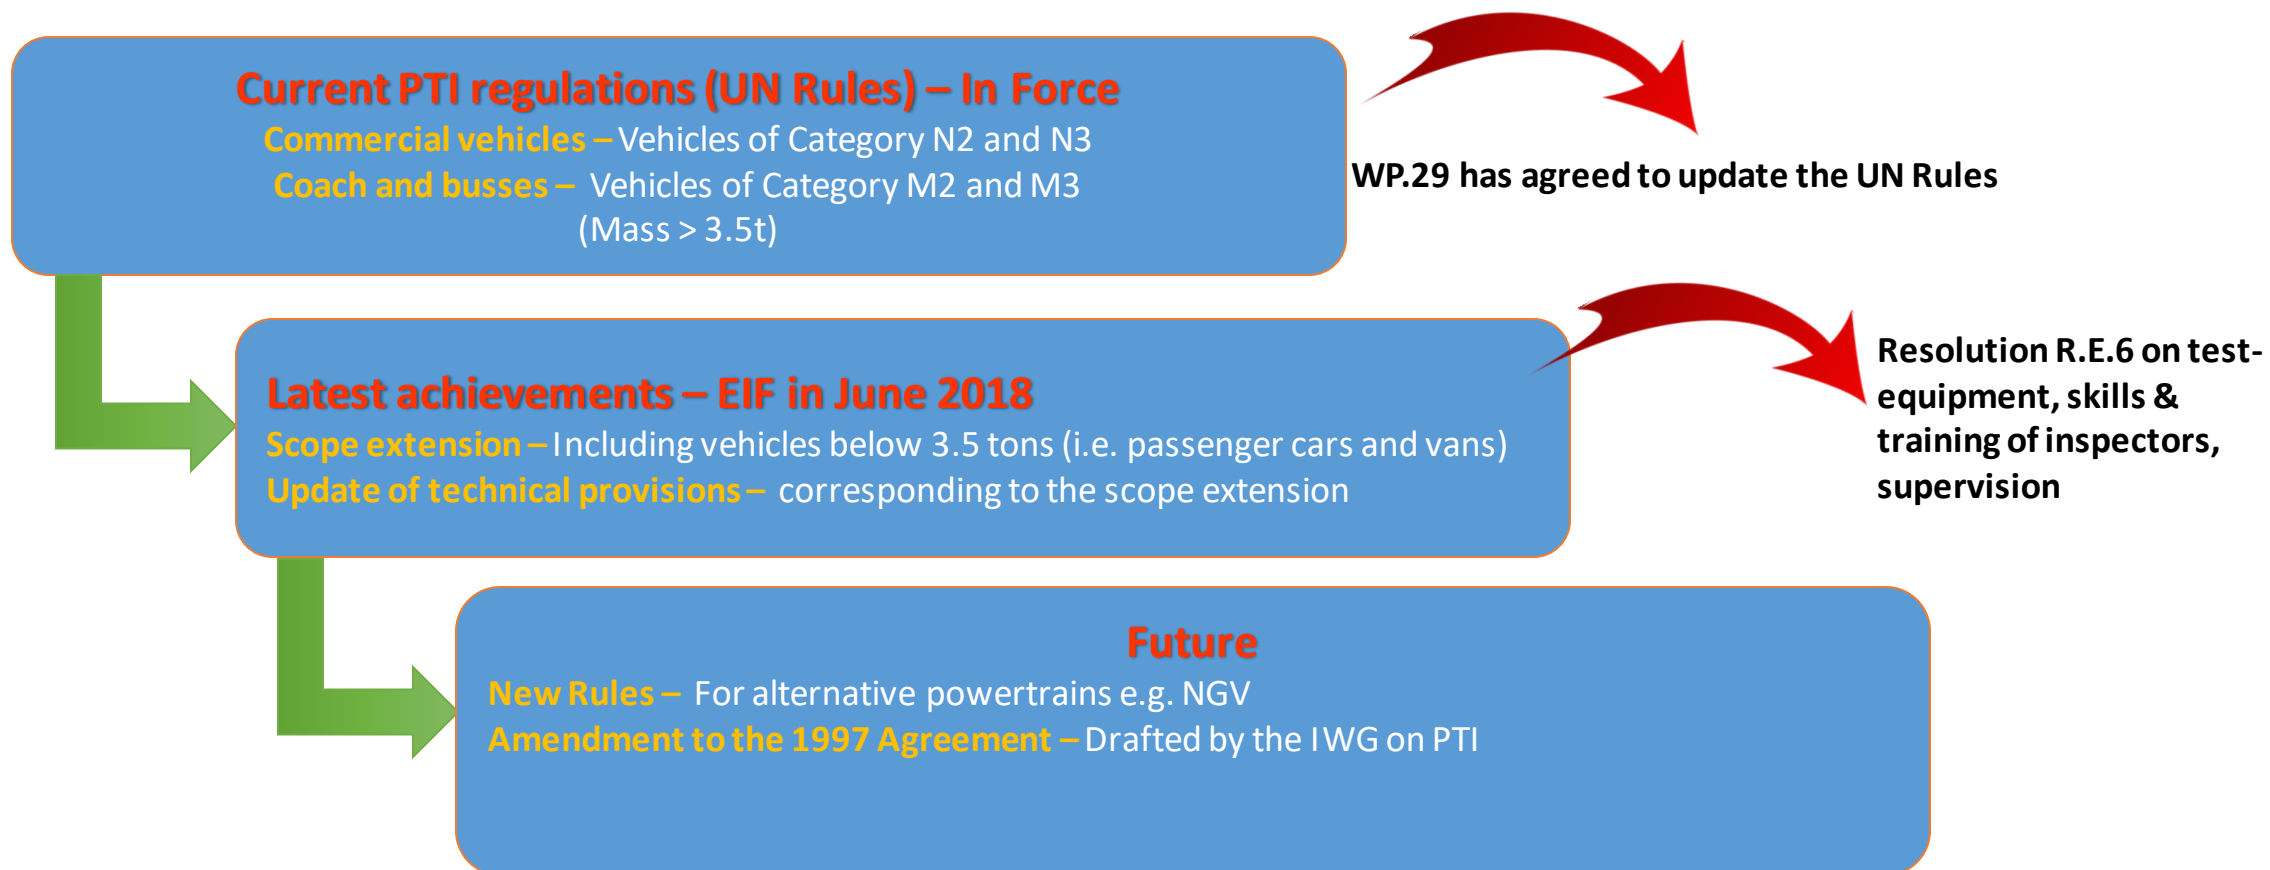 Current PTI regulations (UN Rules) – In Force
Commercial vehicles – Vehicles of Category N2 and N3
Coach and busses – Vehicles of Category M2 and M3
(Mass > 3.5t)
WP.29 has agreed to update the UN Rules
Latest achievements – EIF in June 2018
Scope extension – Including vehicles below 3.5 tons (i.e. passenger cars and vans)
Update of technical provisions – corresponding to the scope extension
Resolution R.E.6 on test-
equipment, skills &
training of inspectors,
supervision
Future
New Rules – For alternative powertrains e.g. NGV
Amendment to the 1997 Agreement – Drafted by the IWG on PTI